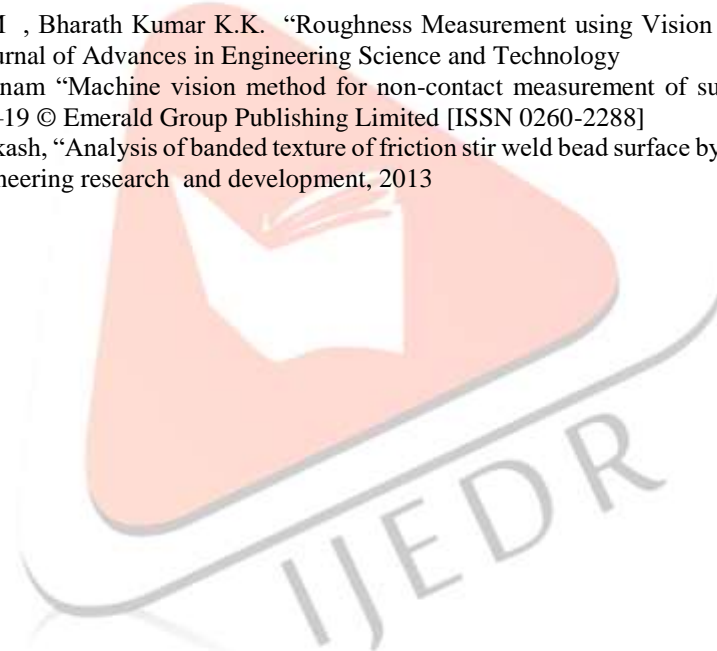 M , Bharath Kumar K.K. “Roughness Measurement using Vision
urnal of Advances in Engineering Science and Technology
nam “Machine vision method for non-contact measurement of su
-19 © Emerald Group Publishing Limited [ISSN 0260-2288]
kash, “Analysis of banded texture of friction stir weld bead surface by
neering research and development, 2013
IJEDR